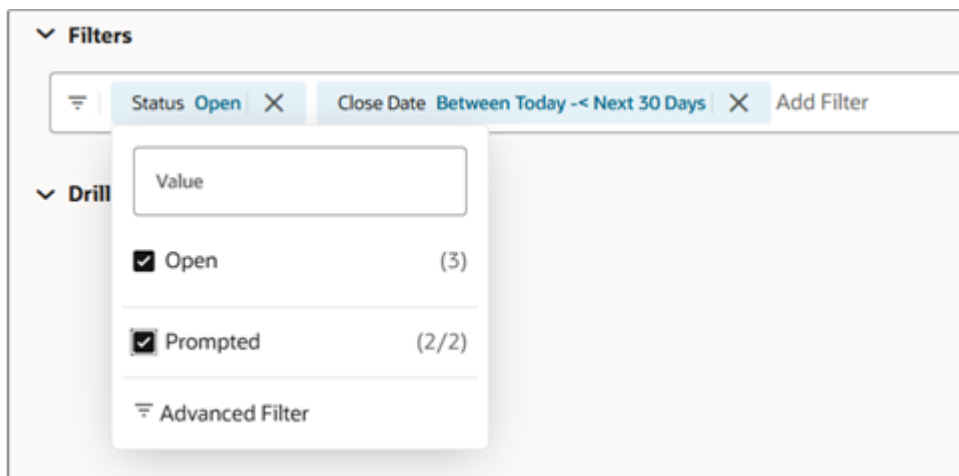 Filters
Status Open Close Date Between Today -< Next 30 Days Add Filter
Value
Drill
Open (3)
Prompted (2/2)
Advanced Filter